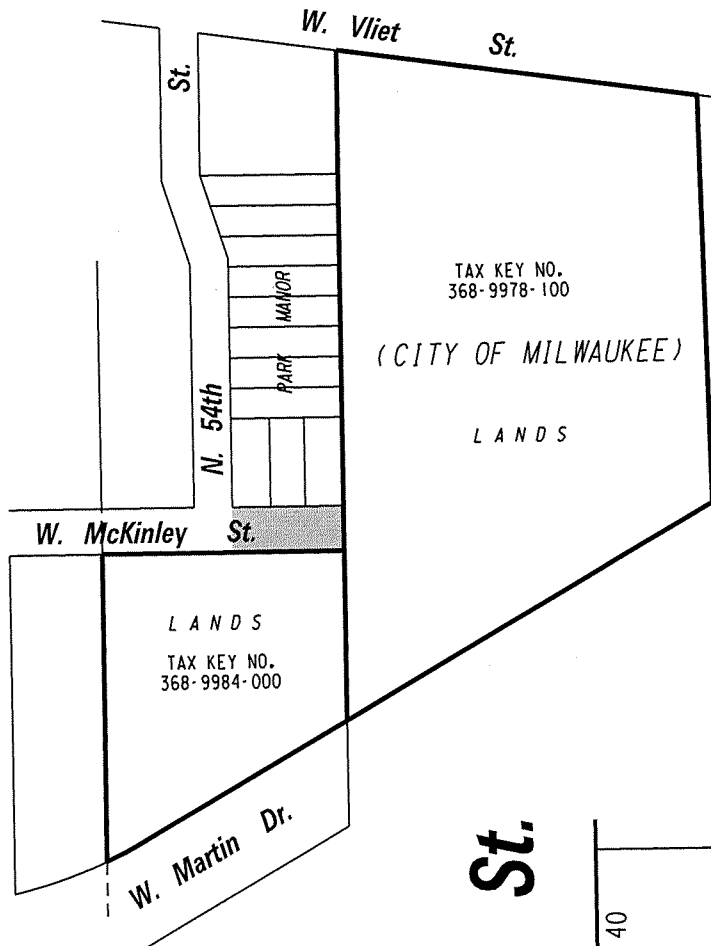 W. Vliet St.
St.
TAX KEY NO.
368-9978-100
(CITY OF MILWAUKEE)
LANDS
PARK MANOR
N. 54th
W. McKinley St.
LANDS
TAX KEY NO.
368-9984-000
W. Martin Dr.
St.
40